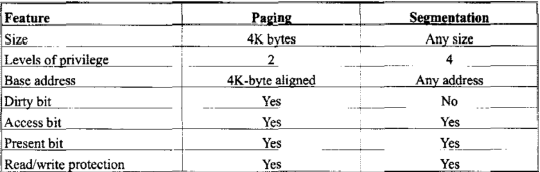 Feature Paging Segmentation
Size 4K bytes Any size
Levels of privilege 2 4
Base address 4K-byte aligned Any address
Dirty bit Yes No
Access bit Yes Yes
Present bit Yes Yes
Read/write protection Yes Yes